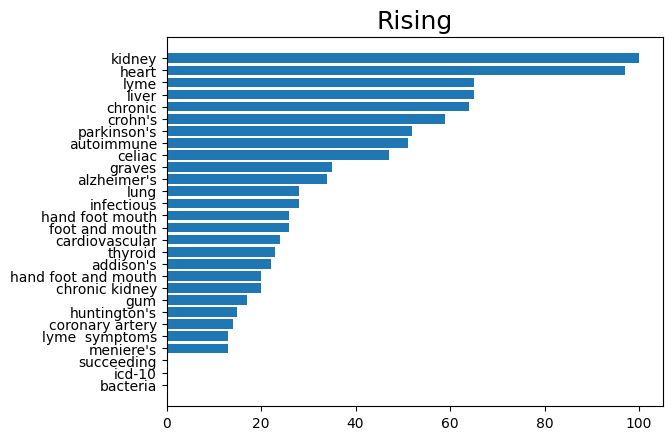 Rising
kidney
heart
lyme
liver
chronic
crohn's
parkinson's
autoimmune
celiac
graves
alzheimer's
lung
infectious
hand foot mouth
foot and mouth
cardiovascular
thyroid
addison's
hand foot and mouth
chronic kidney
gum
huntington's
coronary artery
lyme  symptoms
meniere's
succeeding
icd-10
bacteria
0 20 40 60 80 100